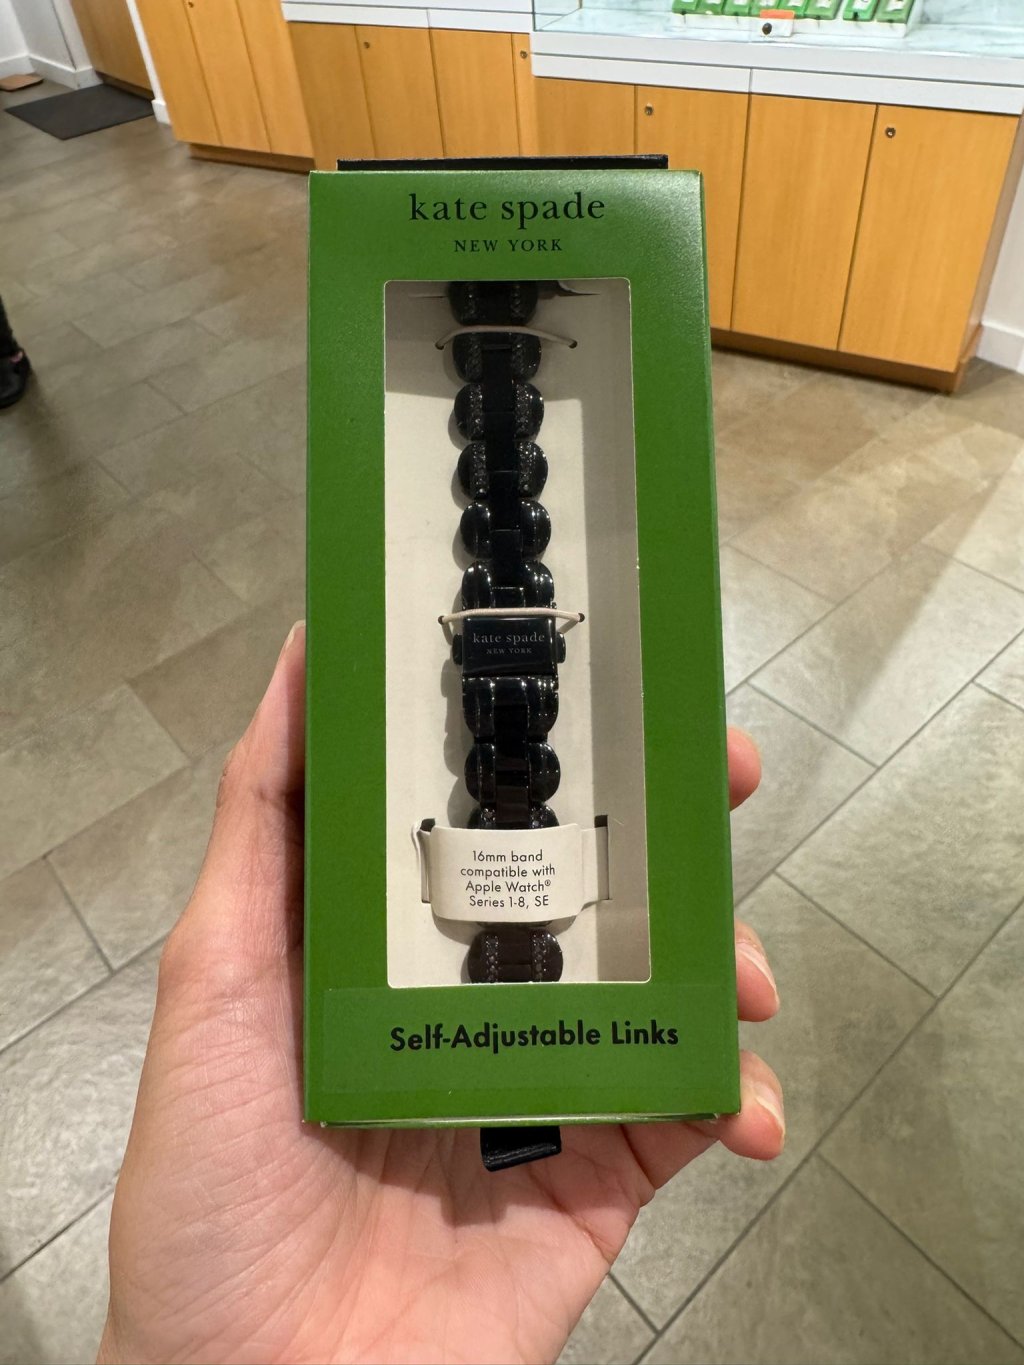 kate spade
NEW YORK
kate spade
NEW YORK
16mm band
compatible with
Apple Watch®
Series 1-8, SE
Self-Adjustable Links